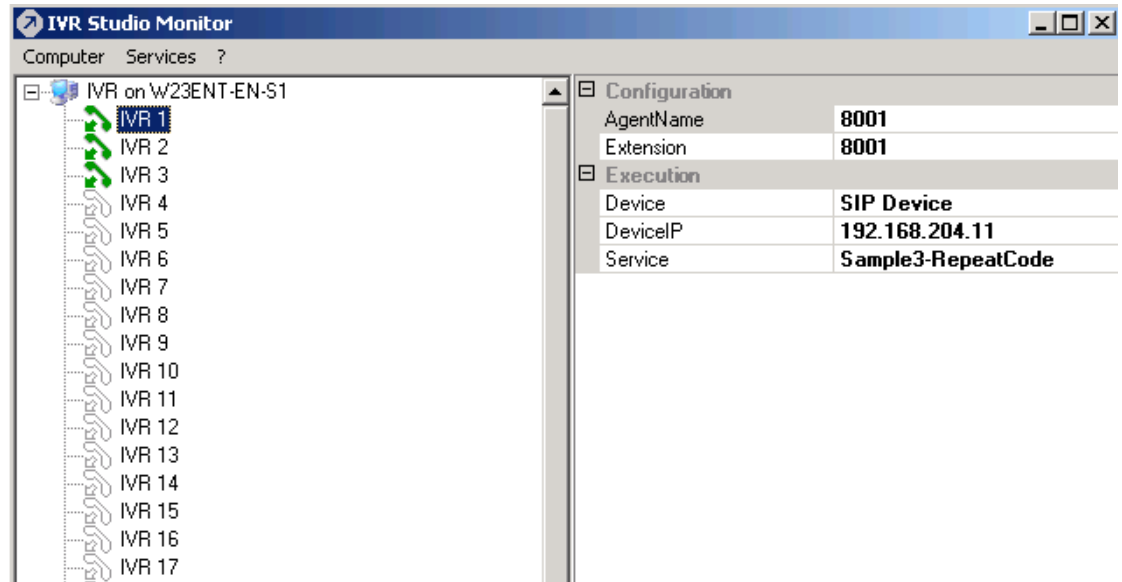 IVR Studio Monitor
Computer Services ?
IVR on W23ENT-EN-S1
IVR 1
IVR 2
IVR 3
IVR 4
IVR 5
IVR 6
IVR 7
IVR 8
IVR 9
IVR 10
IVR 11
IVR 12
IVR 13
IVR 14
IVR 15
IVR 16
IVR 17
Configuration
AgentName 8001
Extension 8001
Execution
Device SIP Device
DeviceIP 192.168.204.11
Service Sample3-RepeatCode